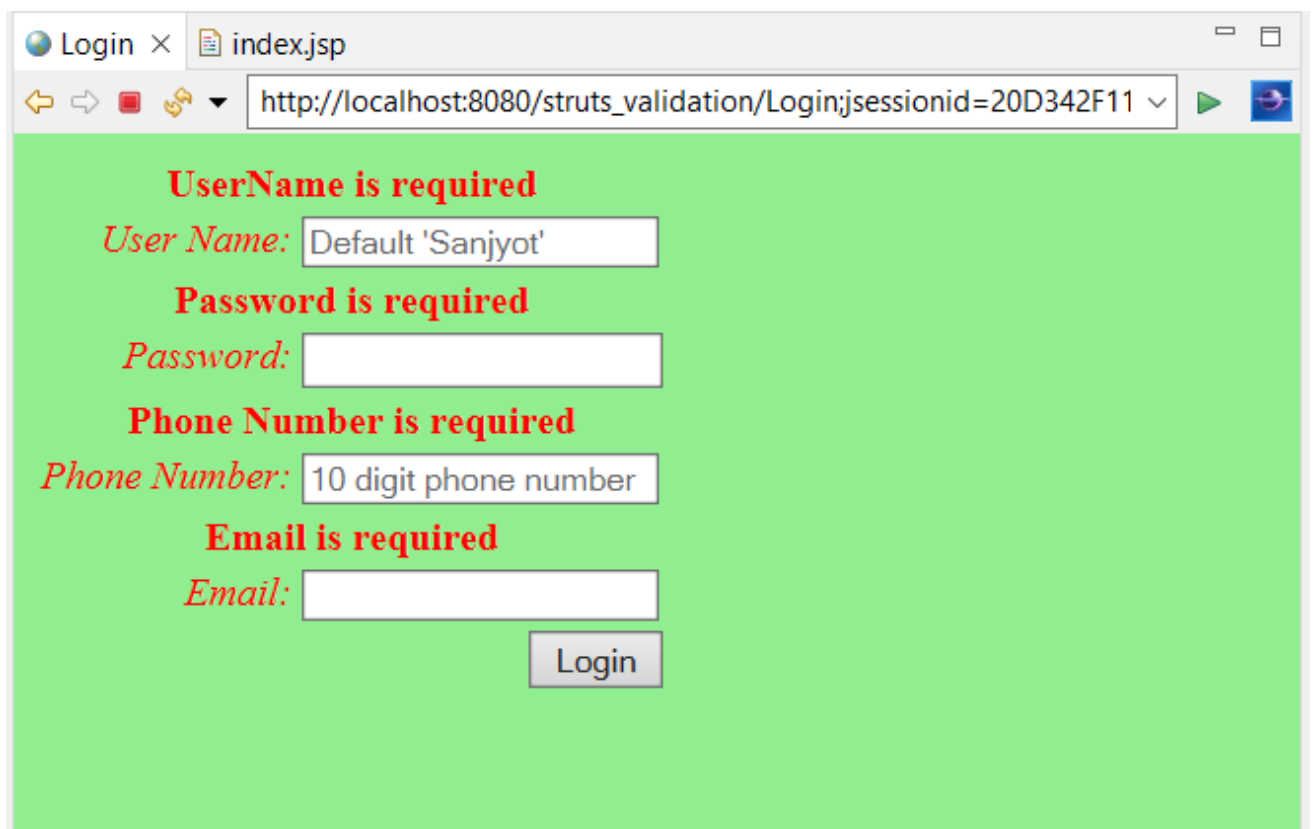 Login index.jsp
http://localhost:8080/struts_validation/Login;jsessionid=20D342F11
UserName is required
User Name: Default 'Sanjyot'
Password is required
Password:
Phone Number is required
Phone Number: 10 digit phone number
Email is required
Email:
Login